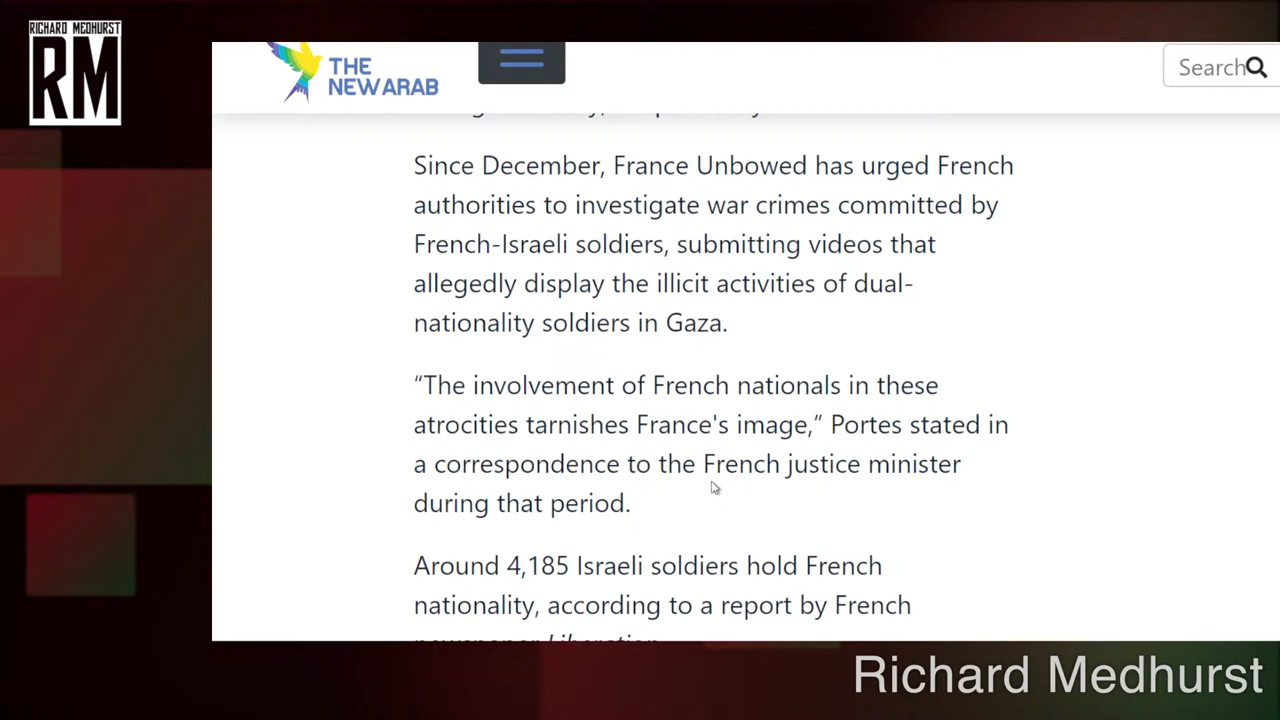 RICHARD MEDHURST
RM
THE
NEW ARAB
Search
Since December, France Unbowed has urged French
authorities to investigate war crimes committed by
French-Israeli soldiers, submitting videos that
allegedly display the illicit activities of dual-
nationality soldiers in Gaza.
“The involvement of French nationals in these
atrocities tarnishes France's image,” Portes stated in
a correspondence to the French justice minister
during that period.
Around 4,185 Israeli soldiers hold French
nationality, according to a report by French
Richard Medhurst